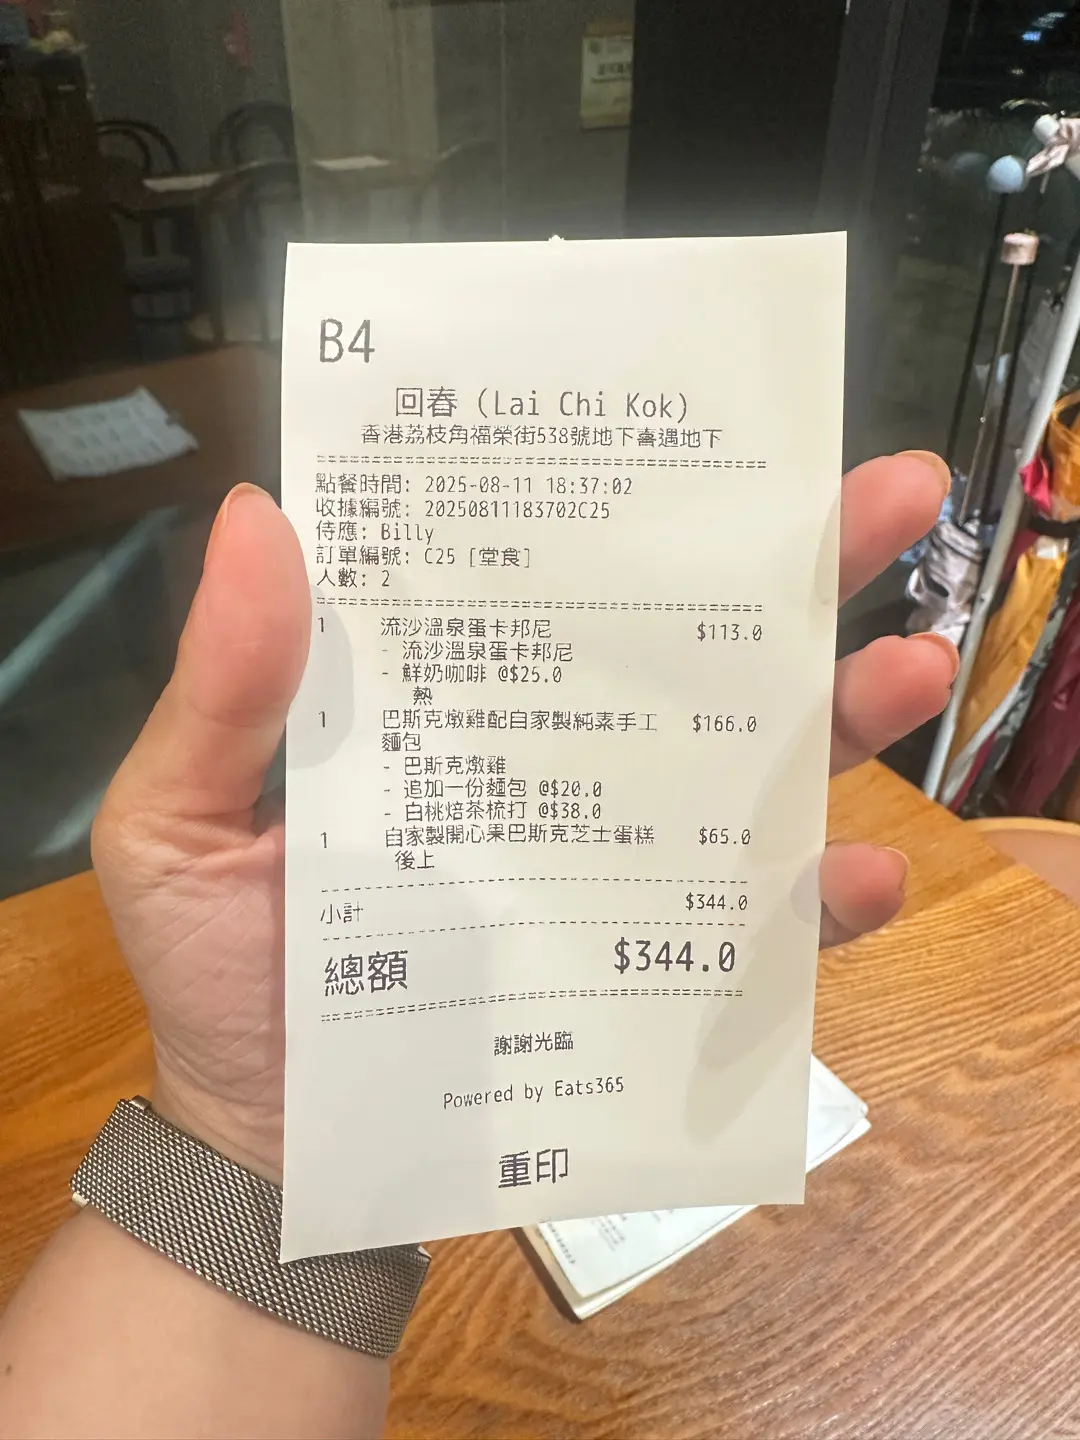 B4
回春 (Lai Chi Kok)
香港荔枝角福榮街538號地下喜遇地下
點餐時間: 2025-08-11 18:37:02
收據編號: 20250811183702C25
侍應: Billy
訂單編號: C25 [堂食]
人數: 2
1 流沙溫泉蛋卡邦尼 $113.0
- 流沙溫泉蛋卡邦尼
- 鮮奶咖啡 @$25.0
熱
1 巴斯克燉雞配自家製純素手工 $166.0
麵包
- 巴斯克燉雞
- 追加一份麵包 @$20.0
- 白桃焙茶梳打 @$38.0
1 自家製開心果巴斯克芝士蛋糕 $65.0
後上
小計 $344.0
總額 $344.0
謝謝光臨
Powered by Eats365
重印